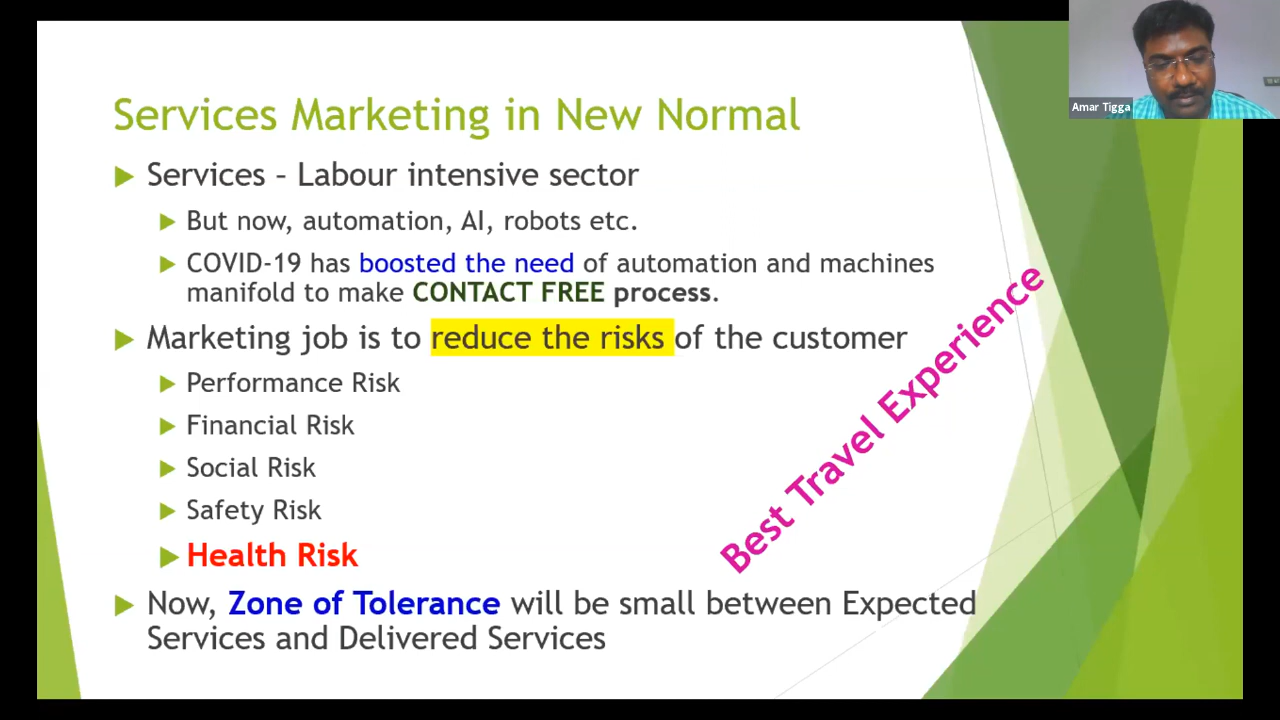 Amar Tigga
Services Marketing in New Normal
Services – Labour intensive sector
But now, automation, AI, robots etc.
COVID-19 has boosted the need of automation and machines
manifold to make CONTACT FREE process.
Marketing job is to reduce the risks of the customer
Performance Risk
Financial Risk
Social Risk
Safety Risk
Health Risk
Best Travel Experience
Now, Zone of Tolerance will be small between Expected
Services and Delivered Services